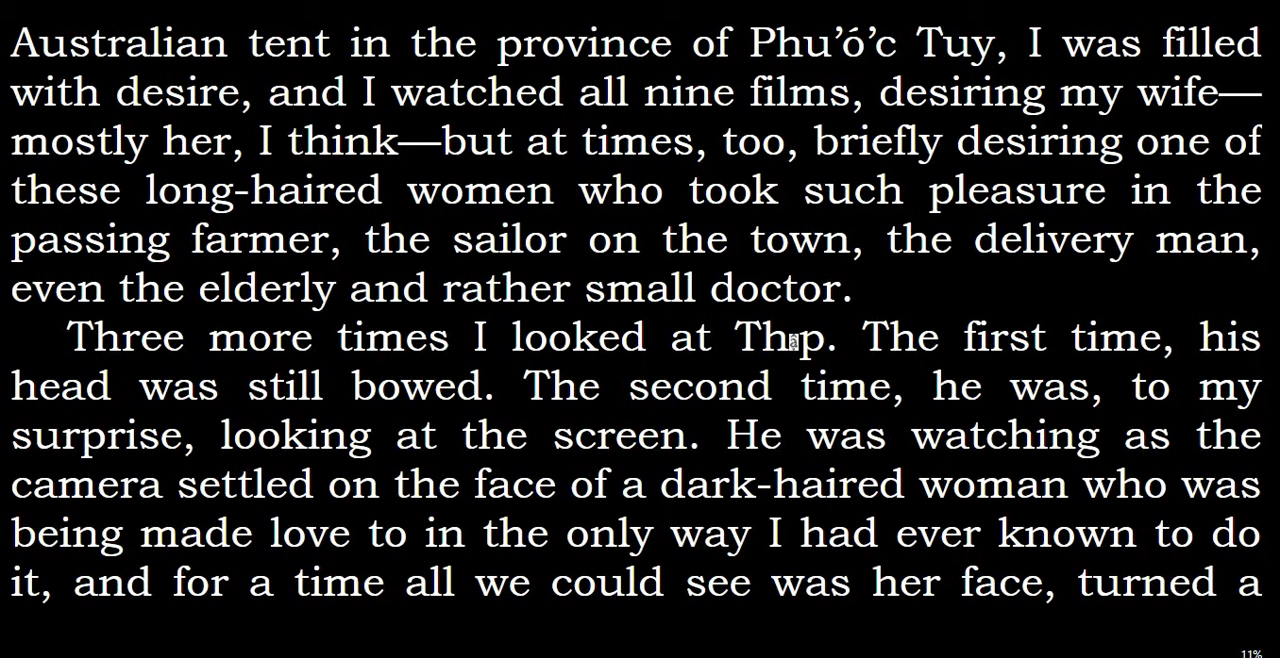 Australian tent in the province of Phu’ó’c Tuy, I was filled
with desire, and I watched all nine films, desiring my wife—
mostly her, I think—but at times, too, briefly desiring one of
these long-haired women who took such pleasure in the
passing farmer, the sailor on the town, the delivery man,
even the elderly and rather small doctor.
Three more times I looked at Thâp. The first time, his
head was still bowed. The second time, he was, to my
surprise, looking at the screen. He was watching as the
camera settled on the face of a dark-haired woman who was
being made love to in the only way I had ever known to do
it, and for a time all we could see was her face, turned a
11%